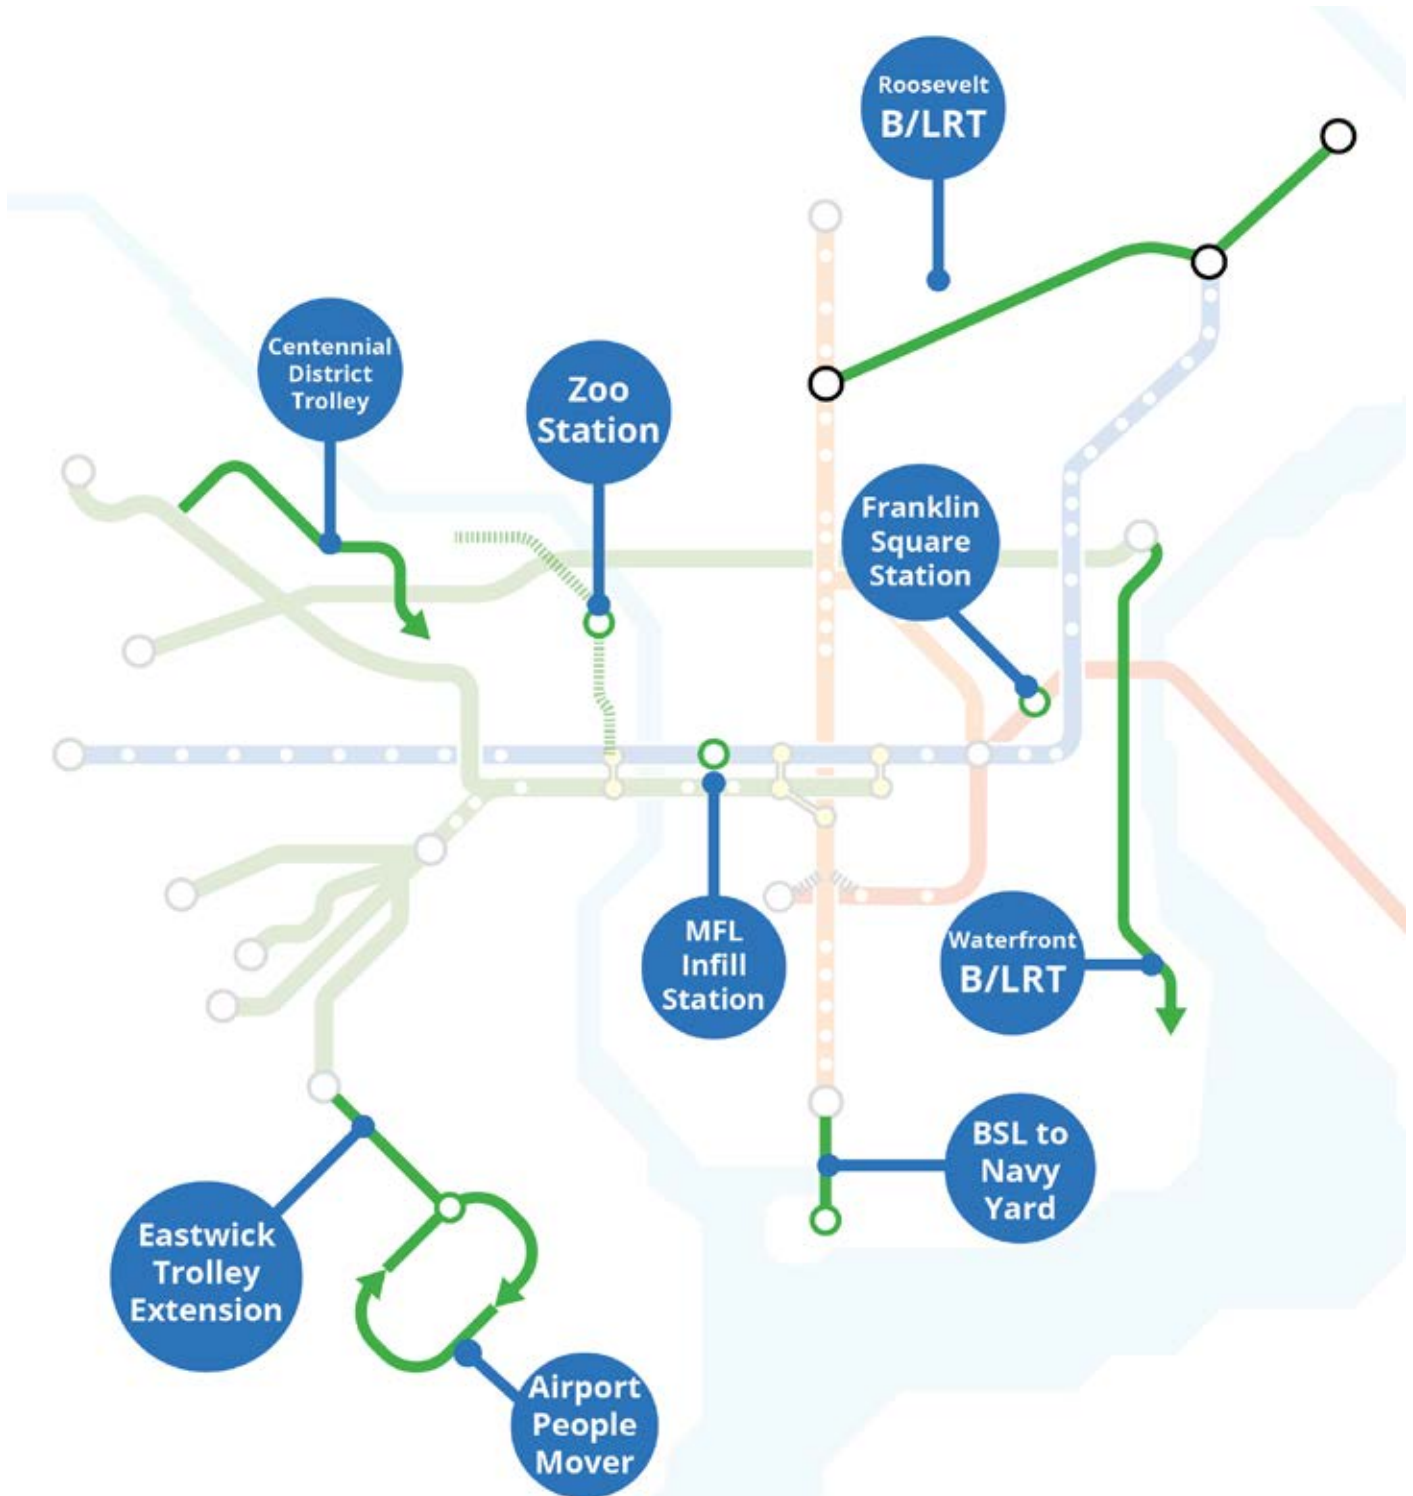 Roosevelt
B/LRT
Centennial
District
Trolley
Zoo
Station
Franklin
Square
Station
MFL
Infill
Station
Waterfront
B/LRT
BSL to
Navy
Yard
Eastwick
Trolley
Extension
Airport
People
Mover